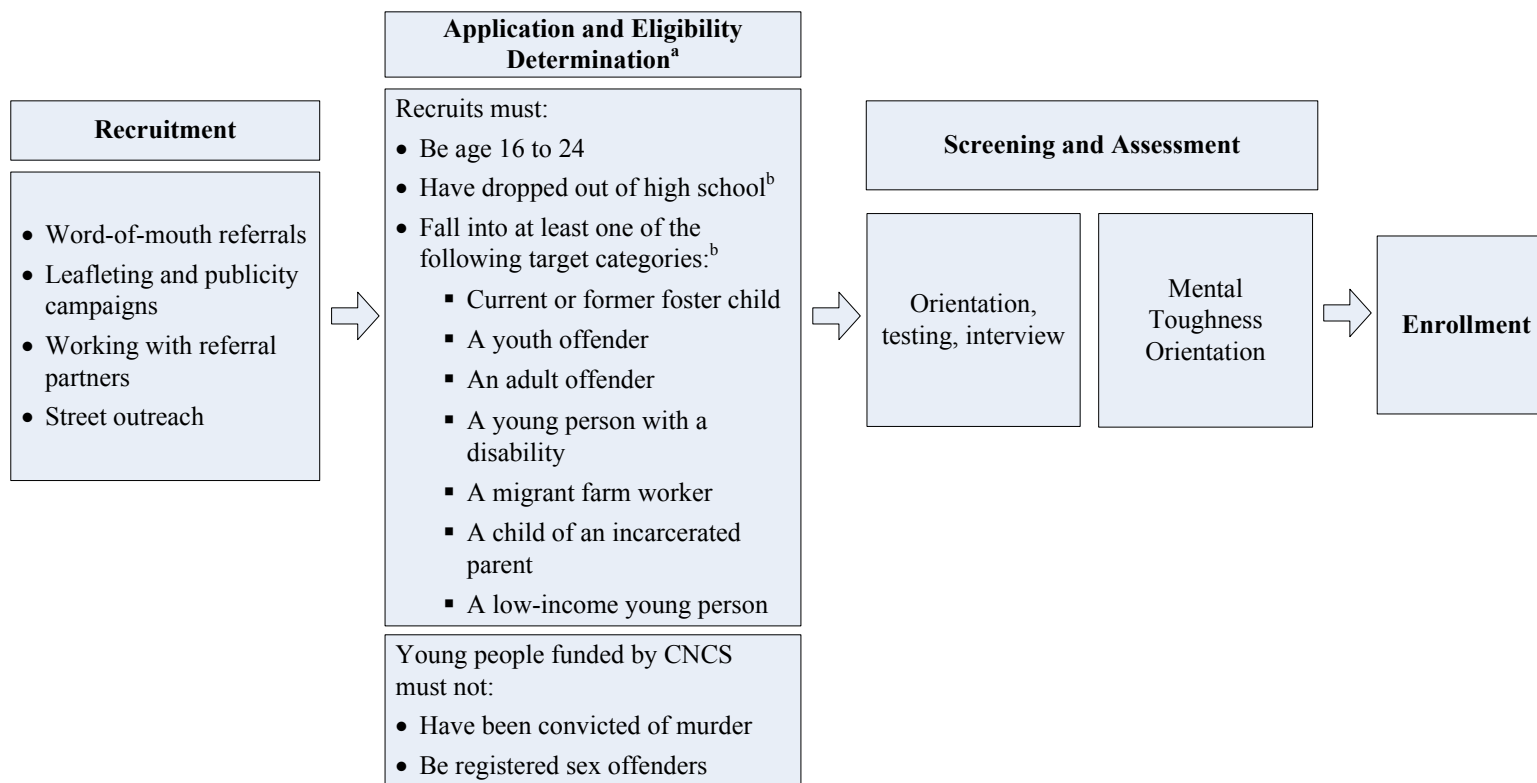 Recruitment
• Word-of-mouth referrals
• Leafleting and publicity
campaigns
• Working with referral
partners
• Street outreach
Application and Eligibility
Determinationᵃ
Recruits must:
• Be age 16 to 24
• Have dropped out of high schoolᵇ
• Fall into at least one of the
following target categories:ᵇ
▪ Current or former foster child
▪ A youth offender
▪ An adult offender
▪ A young person with a
disability
▪ A migrant farm worker
▪ A child of an incarcerated
parent
▪ A low-income young person
Young people funded by CNCS
must not:
• Have been convicted of murder
• Be registered sex offenders
Screening and Assessment
Orientation,
testing, interview
Mental
Toughness
Orientation
Enrollment